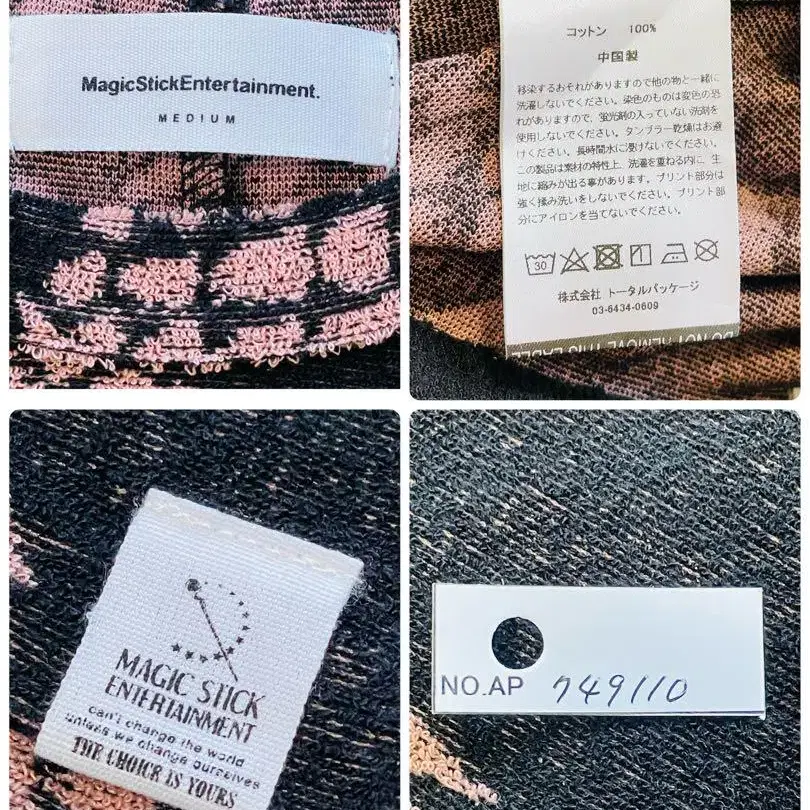 MagicStickEntertainment.
MEDIUM
コットン 100%
中国製
移染するおそれがありますので他の物と一緒に
洗濯しないでください。染色のものは変色の恐
れがありますので、蛍光剤の入っていない洗剤を
使用しないでください。タンブラー乾燥はお避
けください。長時間水に浸けないでください。
この製品は素材の特性上、洗濯を重ねる内に、生
地に縮みが出る事があります。プリント部分は
強く揉み洗いをしないでください。プリント部
分にアイロンを当てないでください。
30
株式会社 トータルパッケージ
03-6434-0609
DO NOT REMOVE THIS LABEL
MAGIC STICK
ENTERTAINMENT
can't change the world
unless we change ourselves
THE CHOICE IS YOURS
NO.AP 749110